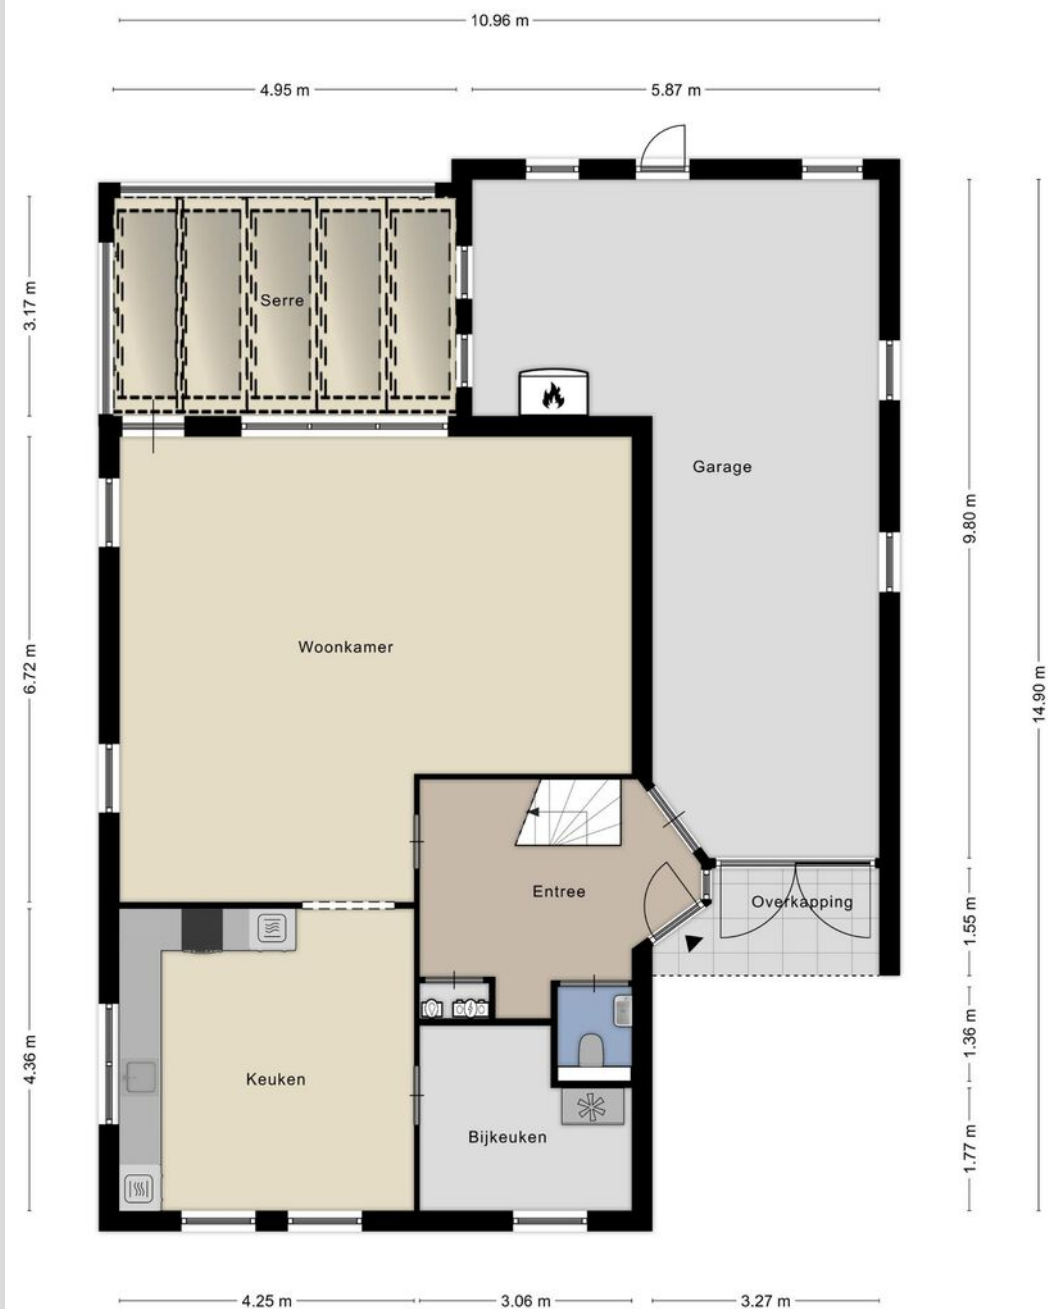 10.96 m
4.95 m
5.87 m
3.17 m
Serre
Garage
9.80 m
6.72 m
Woonkamer
14.90 m
Entree
Overkapping
1.55 m
4.36 m
Keuken
1.36 m
Bijkeuken
1.77 m
4.25 m
3.06 m
3.27 m